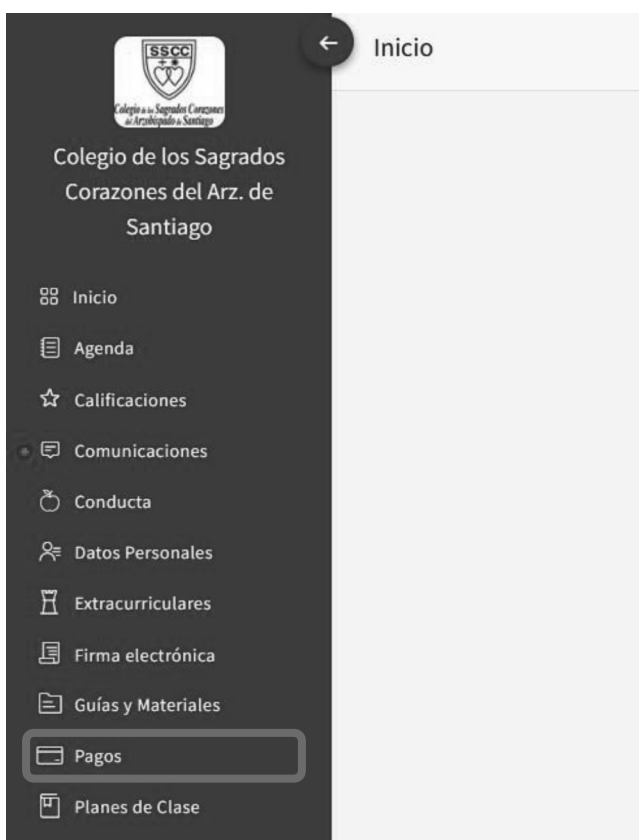 SSCC
Colegio de los Sagrados Corazones
del Arzobispado de Santiago
Inicio
Colegio de los Sagrados
Corazones del Arz. de
Santiago
Inicio
Agenda
Calificaciones
Comunicaciones
Conducta
Datos Personales
Extracurriculares
Firma electrónica
Guías y Materiales
Pagos
Planes de Clase